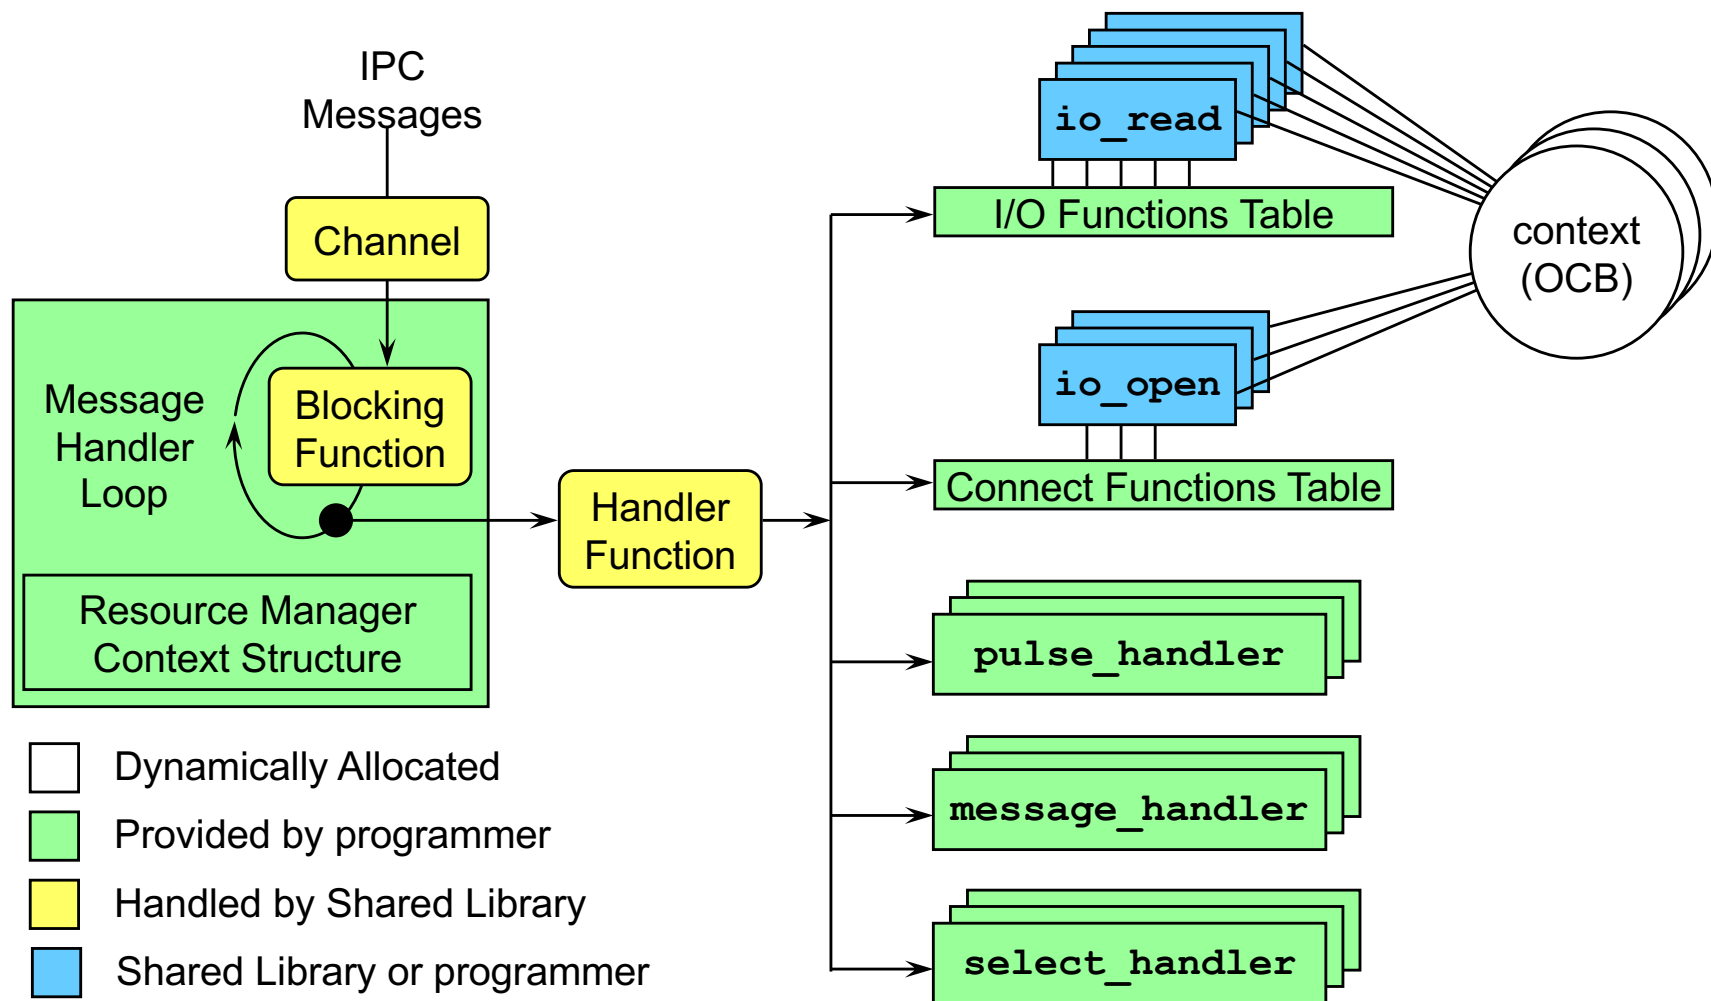 IPC
Messages
Channel
Message
Handler
Loop
Blocking
Function
Resource Manager
Context Structure
Handler
Function
io_read
I/O Functions Table
context
(OCB)
io_open
Connect Functions Table
pulse_handler
message_handler
select_handler
Dynamically Allocated
Provided by programmer
Handled by Shared Library
Shared Library or programmer